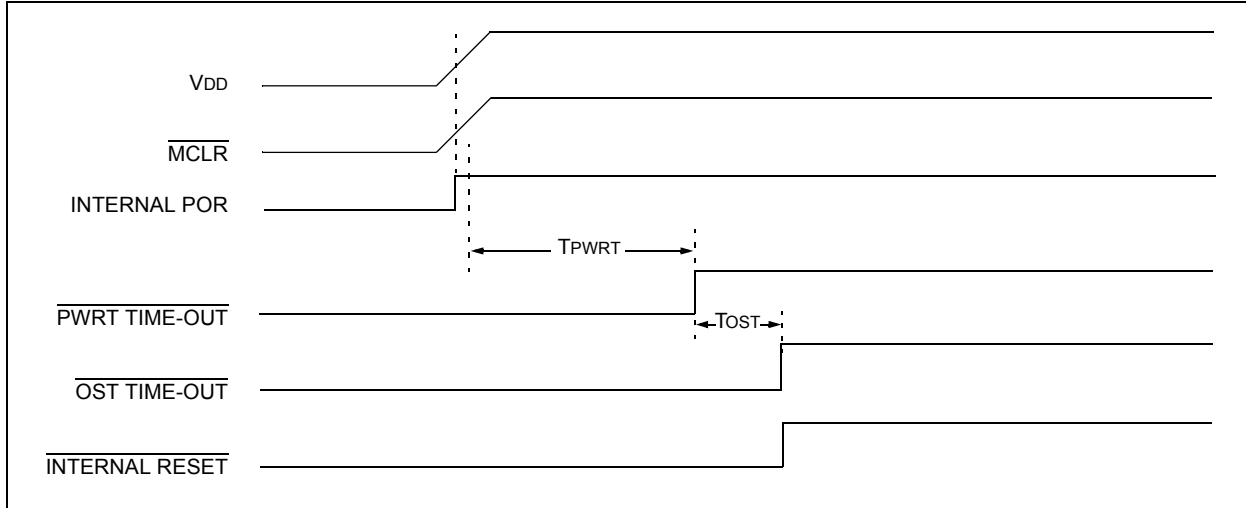 VDD
MCLR
INTERNAL POR
TPWRT
PWRT TIME-OUT
TOST
OST TIME-OUT
INTERNAL RESET